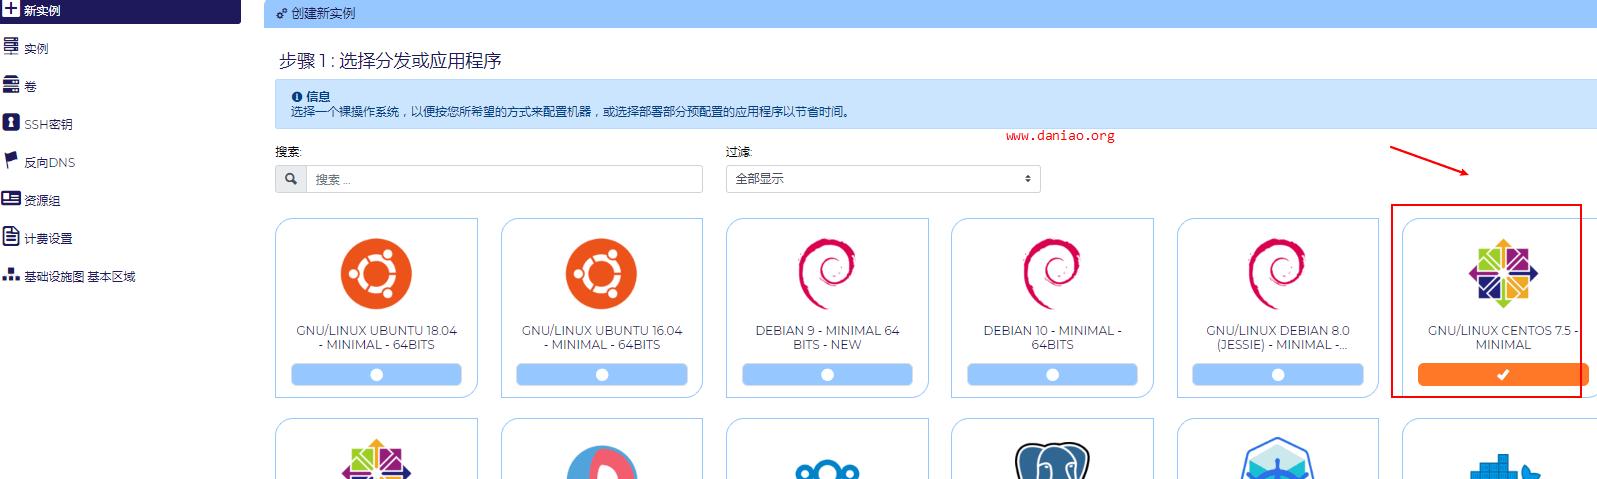 新实例
实例
卷
SSH密钥
反向DNS
资源组
计费设置
基础设施图 基本区域
创建新实例
步骤 1 : 选择分发或应用程序
信息
选择一个裸操作系统，以便按您所希望的方式来配置机器，或选择部署部分预配置的应用程序以节省时间。
www.daniao.org
搜索:
过滤:
搜索 ...
全部显示
GNU/LINUX UBUNTU 18.04
- MINIMAL - 64BITS
GNU/LINUX UBUNTU 16.04
- MINIMAL - 64BITS
DEBIAN 9 - MINIMAL 64
BITS - NEW
DEBIAN 10 - MINIMAL -
64BITS
GNU/LINUX DEBIAN 8.0
(JESSIE) - MINIMAL -...
GNU/LINUX CENTOS 7.5 -
MINIMAL